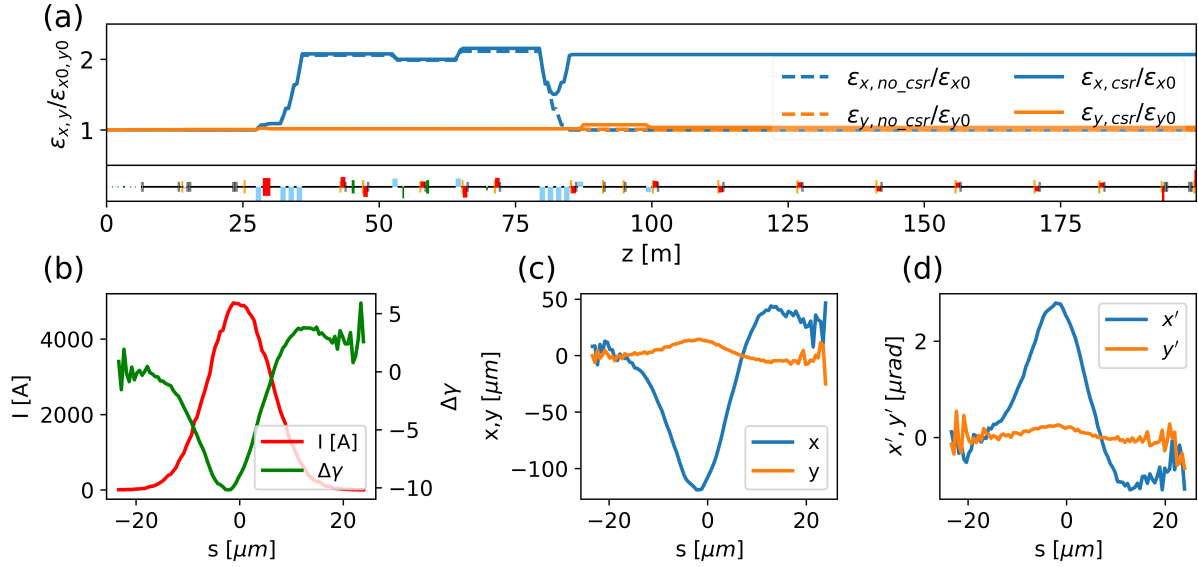 (a)
ε_{x,y}/ε_{x0,y0}
2
1
ε_{x,no_csr}/ε_{x0} ε_{x,csr}/ε_{x0}
ε_{y,no_csr}/ε_{y0} ε_{y,csr}/ε_{y0}
0 25 50 75 100 125 150 175
z [m]
(b)
I [A]
4000
2000
0
5
0
−5
−10
Δγ
I [A]
Δγ
−20 0 20
s [μm]
(c)
x,y [μm]
50
0
−50
−100
x
y
−20 0 20
s [μm]
(d)
x′, y′ [μrad]
2
0
x′
y′
−20 0 20
s [μm]